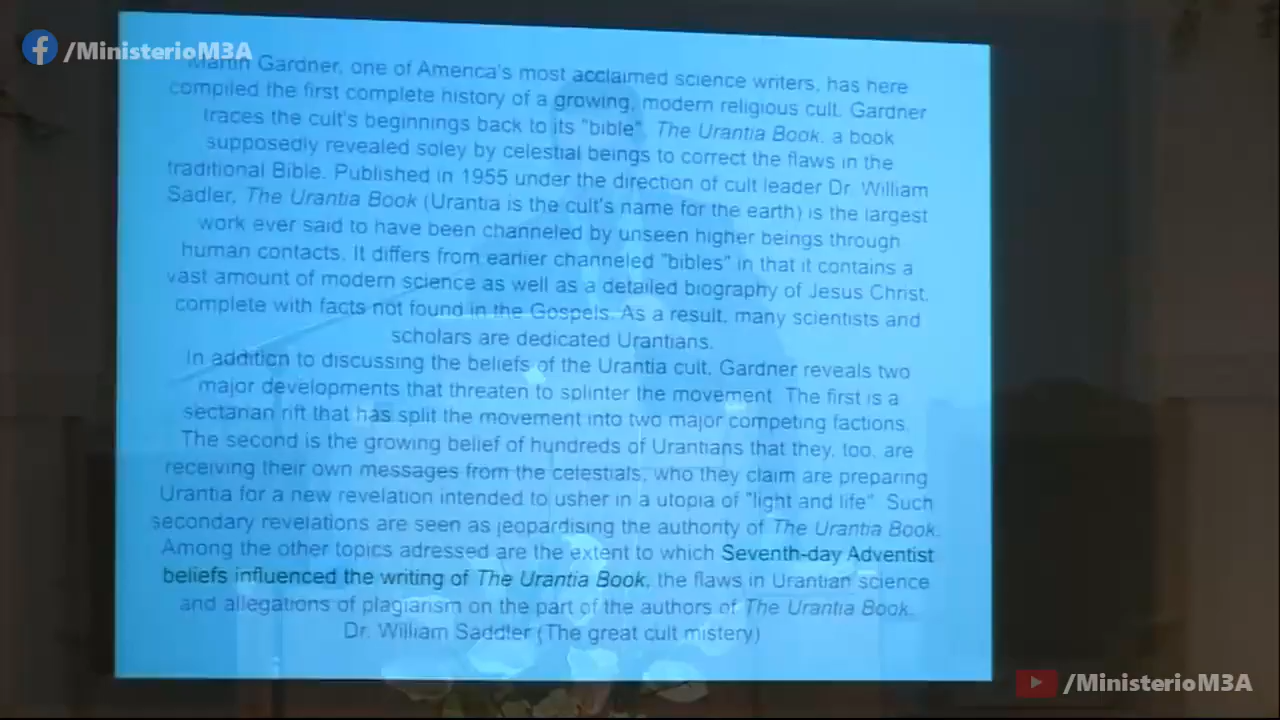 /MinisterioM3A
Martin Gardner, one of America's most acclaimed science writers, has here
compiled the first complete history of a growing, modern religious cult. Gardner
traces the cult's beginnings back to its "bible", The Urantia Book, a book
supposedly revealed soley by celestial beings to correct the flaws in the
traditional Bible. Published in 1955 under the direction of cult leader Dr. William
Sadler, The Urantia Book (Urantia is the cult's name for the earth) is the largest
work ever said to have been channeled by unseen higher beings through
human contacts. It differs from earlier channeled "bibles" in that it contains a
vast amount of modern science as well as a detailed biography of Jesus Christ,
complete with facts not found in the Gospels. As a result, many scientists and
scholars are dedicated Urantians.
In addition to discussing the beliefs of the Urantia cult, Gardner reveals two
major developments that threaten to splinter the movement. The first is a
sectarian rift that has split the movement into two major competing factions.
The second is the growing belief of hundreds of Urantians that they, too, are
receiving their own messages from the celestials, who they claim are preparing
Urantia for a new revelation intended to usher in a utopia of "light and life". Such
secondary revelations are seen as jeopardising the authority of The Urantia Book.
Among the other topics adressed are the extent to which Seventh-day Adventist
beliefs influenced the writing of The Urantia Book, the flaws in Urantian science
and allegations of plagiarism on the part of the authors of The Urantia Book.
Dr. William Saddler (The great cult mistery)
/MinisterioM3A